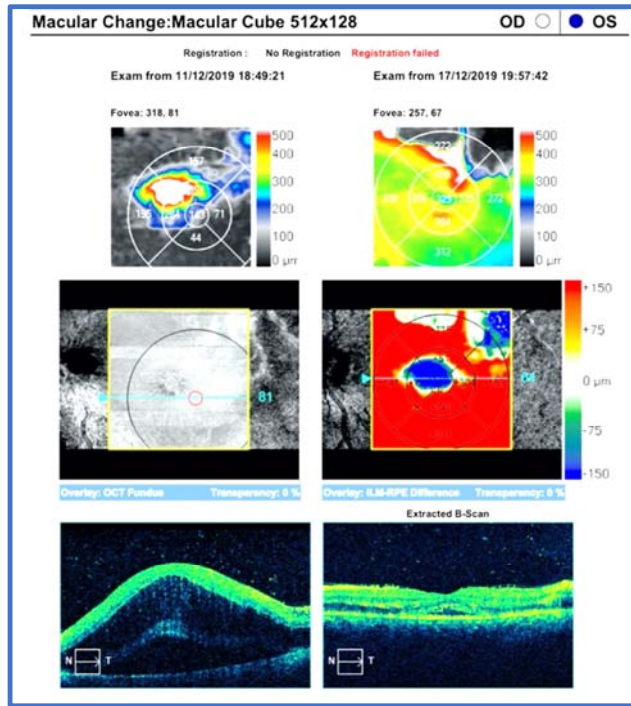 Macular Change:Macular Cube 512x128 OD OS
Registration : No Registration Registration failed
Exam from 11/12/2019 18:49:21 Exam from 17/12/2019 19:57:42
Fovea: 318, 81 Fovea: 257, 67
500 500
400 400
300 300
200 200
100 100
0 µm 0 µm
71 272
44 312
+150
+75
81 0 µm
-75
-150
Overlay: OCT Fundus Transparency: 0 % Overlay: ILM-RPE Difference Transparency: 0 %
Extracted B-Scan
N T N T